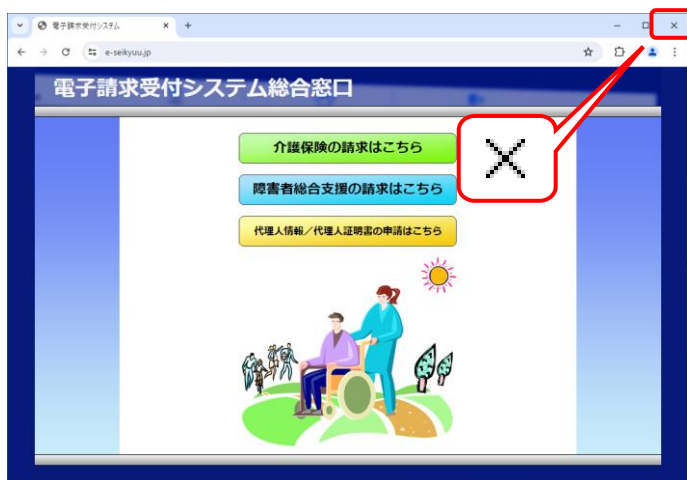 電子請求受付システム
e-seikyuu.jp
電子請求受付システム総合窓口
介護保険の請求はこちら
障害者総合支援の請求はこちら
代理人情報／代理人証明書の申請はこちら